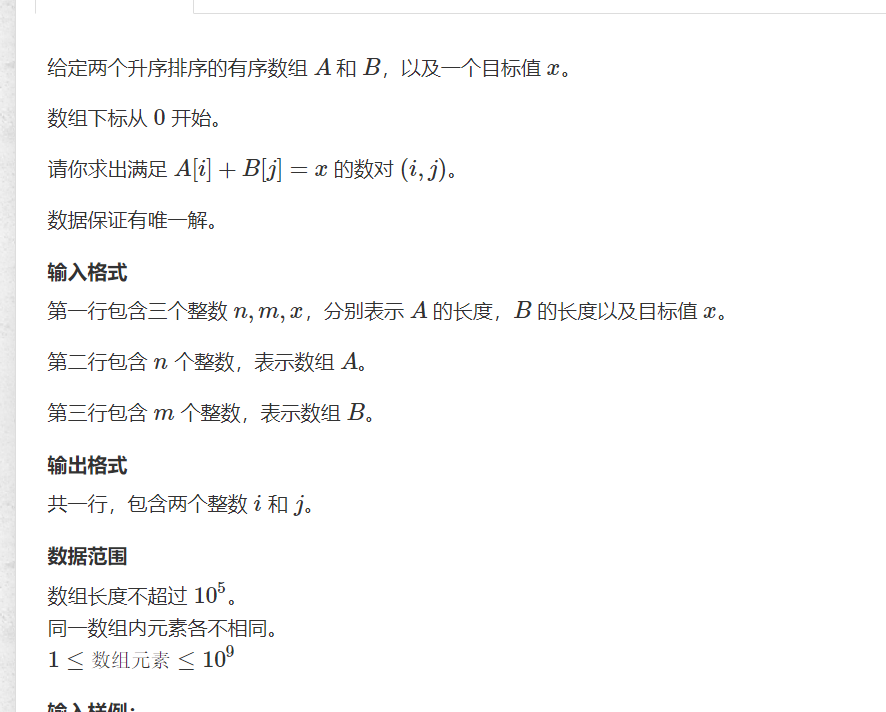 给定两个升序排序的有序数组 A 和 B，以及一个目标值 x。
数组下标从 0 开始。
请你求出满足 A[i] + B[j] = x 的数对 (i, j)。
数据保证有唯一解。
输入格式
第一行包含三个整数 n, m, x，分别表示 A 的长度，B 的长度以及目标值 x。
第二行包含 n 个整数，表示数组 A。
第三行包含 m 个整数，表示数组 B。
输出格式
共一行，包含两个整数 i 和 j。
数据范围
数组长度不超过 10⁵。
同一数组内元素各不相同。
1 ≤ 数组元素 ≤ 10⁹
输入样例：